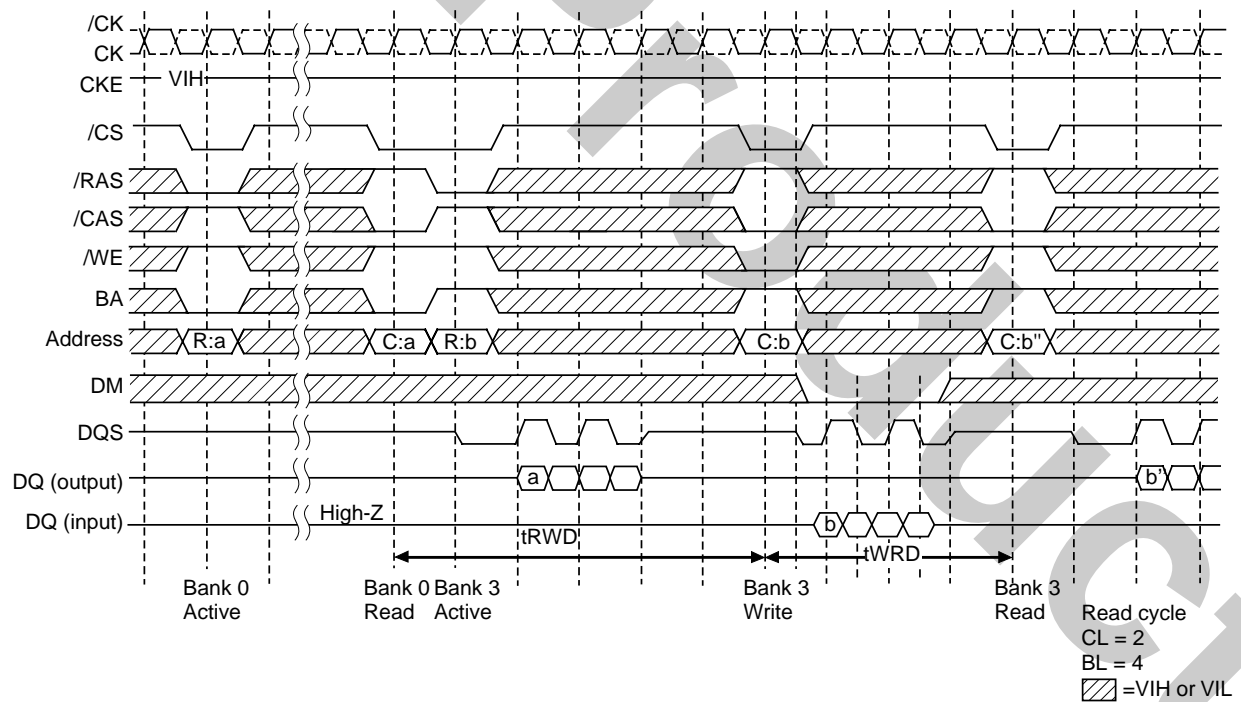 /CK
CK
CKE VIH
/CS
/RAS
/CAS
/WE
BA
Address R:a C:a R:b C:b C:b''
DM
DQS
DQ (output) a b''
DQ (input) High-Z b
tRWD tWRD
Bank 0 Active
Bank 0 Read
Bank 3 Active
Bank 3 Write
Bank 3 Read
Read cycle
CL = 2
BL = 4
=VIH or VIL
roduct